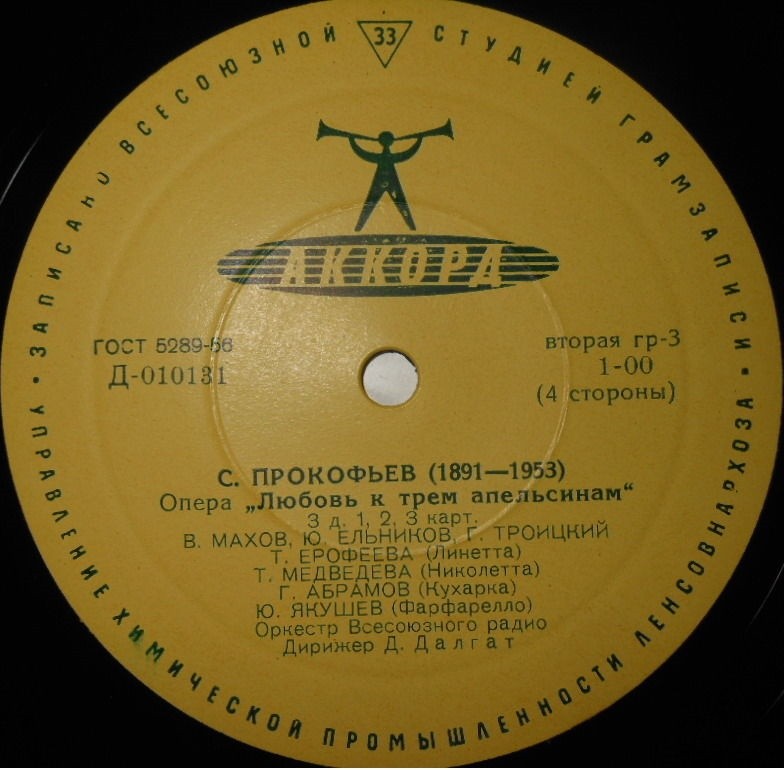 ЗАПИСАНО ВСЕСОЮЗНОЙ 33 СТУДИЕЙ ГРАМЗАПИСИ •
АККОРД
ГОСТ 5289-56
Д-010131
вторая гр-3
1-00
(4 стороны)
С. ПРОКОФЬЕВ (1891—1953)
Опера „Любовь к трем апельсинам“
3 д. 1, 2, 3 карт.
В. МАХОВ, Ю. ЕЛЬНИКОВ, Г. ТРОИЦКИЙ
Т. ЕРОФЕЕВА (Линетта)
Т. МЕДВЕДЕВА (Николетта)
Г. АБРАМОВ (Кухарка)
Ю. ЯКУШЕВ (Фарфарелло)
Оркестр Всесоюзного радио
Дирижер Д. Далгат
УПРАВЛЕНИЕ ХИМИЧЕСКОЙ ПРОМЫШЛЕННОСТИ ЛЕНСОВНАРХОЗА •